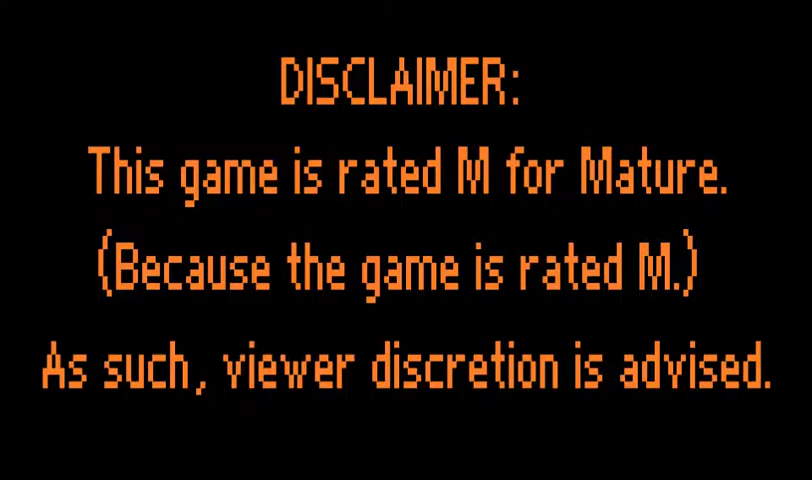 DISCLAIMER:
This game is rated M for Mature.
(Because the game is rated M.)
As such, viewer discretion is advised.